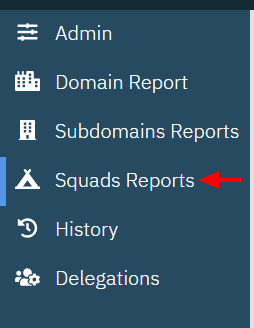 Admin
Domain Report
Subdomains Reports
Squads Reports
History
Delegations